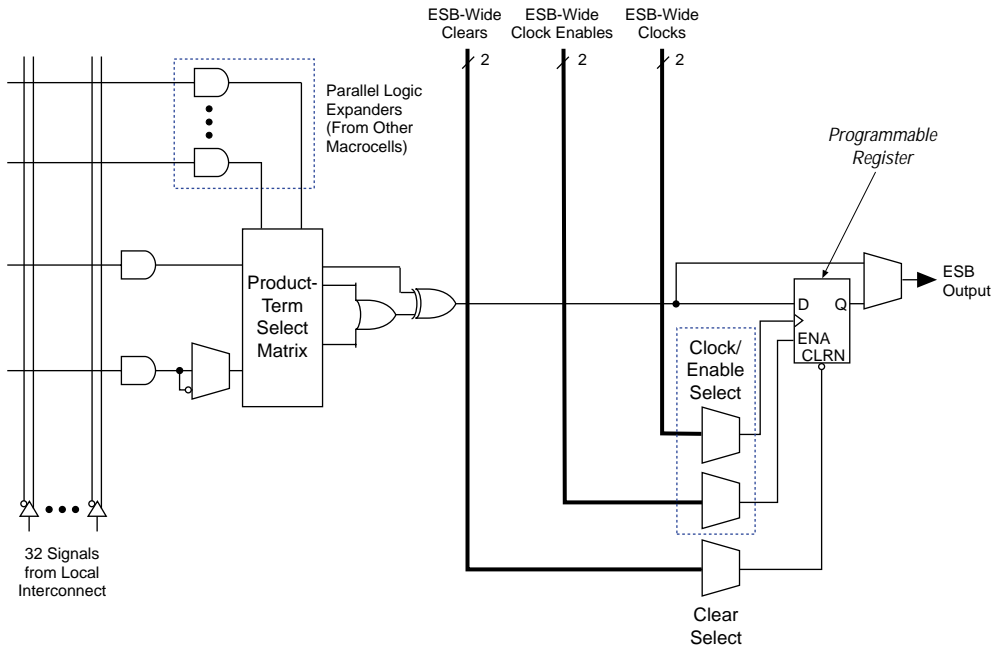 ESB-Wide
Clears
ESB-Wide
Clock Enables
ESB-Wide
Clocks
2
2
2
Parallel Logic
Expanders
(From Other
Macrocells)
Programmable
Register
Product-
Term
Select
Matrix
ESB
Output
D
Q
ENA
CLRN
Clock/
Enable
Select
32 Signals
from Local
Interconnect
Clear
Select